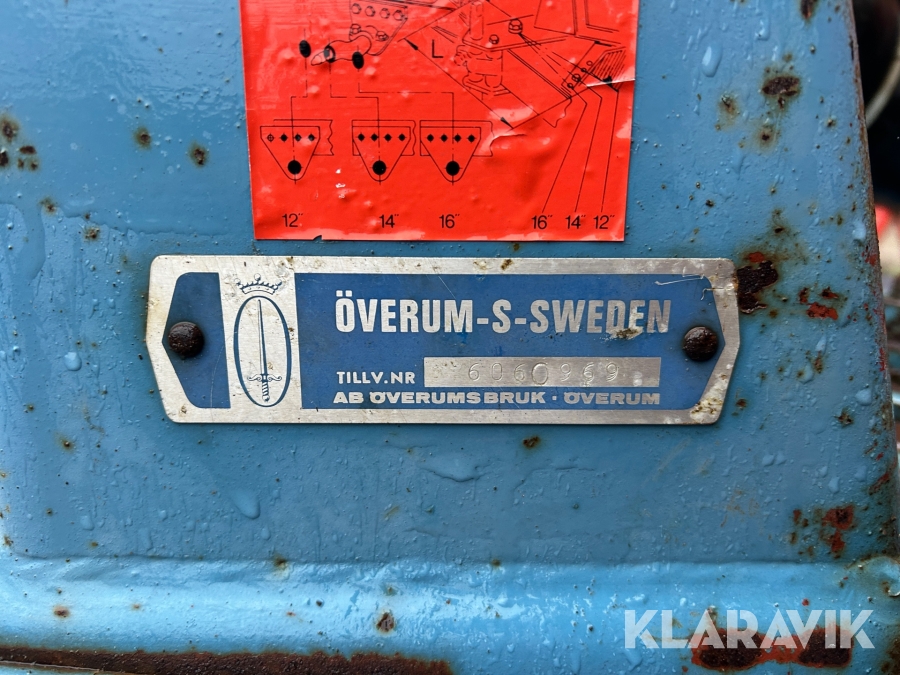 L
12" 14" 16" 16" 14" 12"
ÖVERUM-S-SWEDEN
TILLV.NR 6060969
AB ÖVERUMSBRUK · ÖVERUM
KLARAVIK